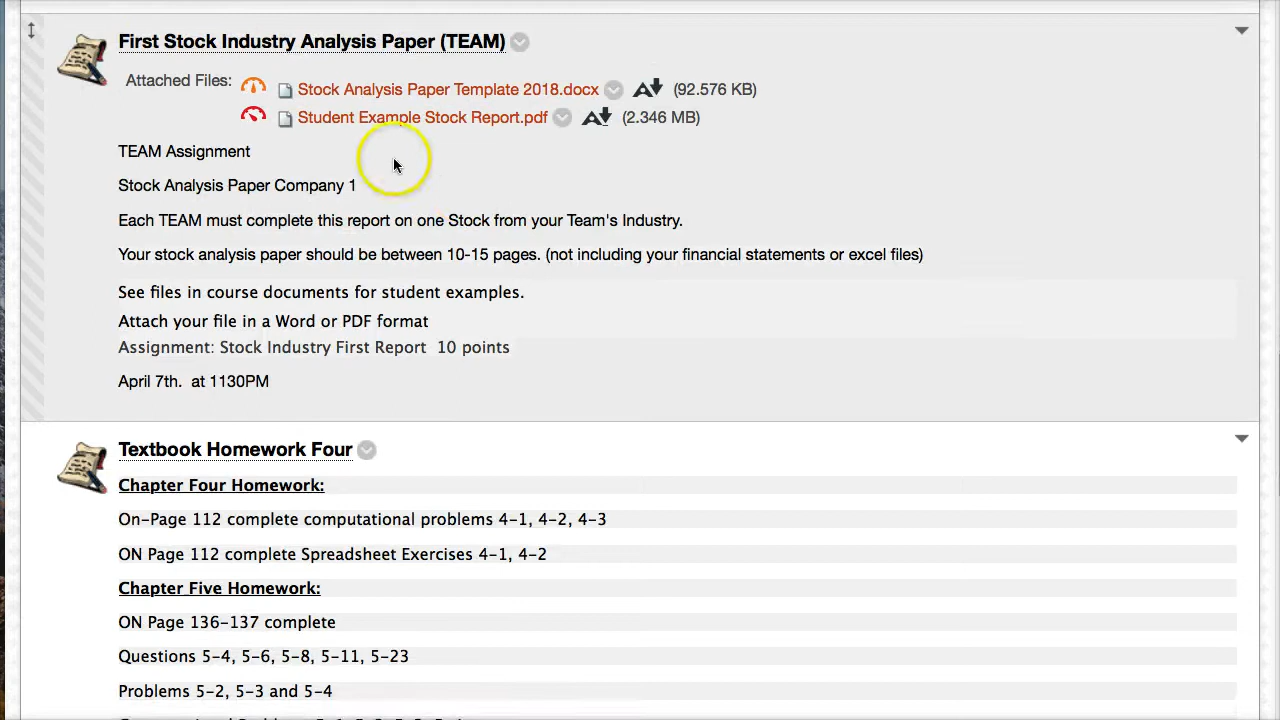 First Stock Industry Analysis Paper (TEAM)
Attached Files:
Stock Analysis Paper Template 2018.docx (92.576 KB)
Student Example Stock Report.pdf (2.346 MB)
TEAM Assignment
Stock Analysis Paper Company 1
Each TEAM must complete this report on one Stock from your Team's Industry.
Your stock analysis paper should be between 10-15 pages. (not including your financial statements or excel files)
See files in course documents for student examples.
Attach your file in a Word or PDF format
Assignment: Stock Industry First Report 10 points
April 7th. at 1130PM
Textbook Homework Four
Chapter Four Homework:
On-Page 112 complete computational problems 4-1, 4-2, 4-3
ON Page 112 complete Spreadsheet Exercises 4-1, 4-2
Chapter Five Homework:
ON Page 136-137 complete
Questions 5-4, 5-6, 5-8, 5-11, 5-23
Problems 5-2, 5-3 and 5-4